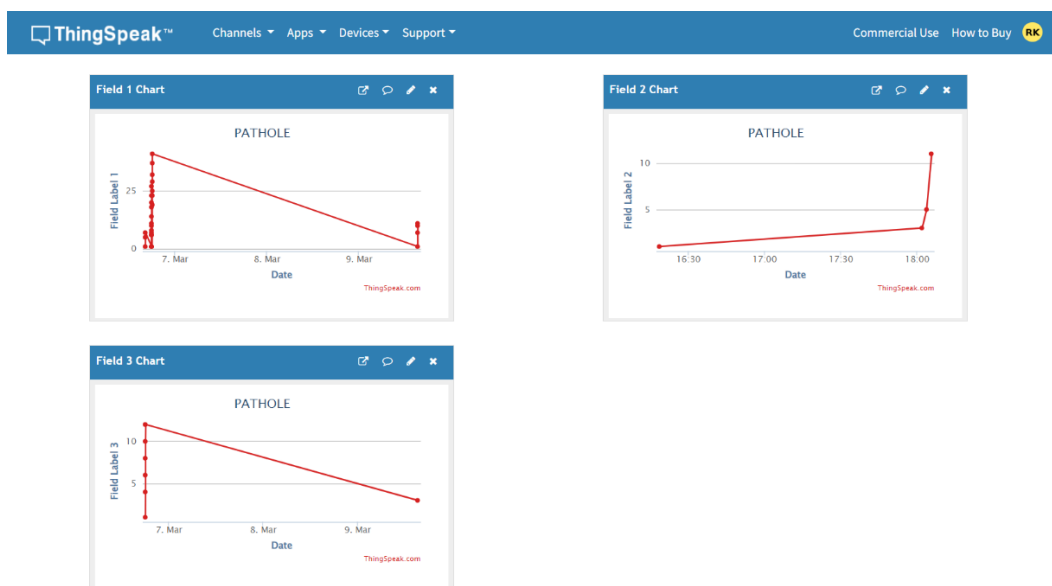 ThingSpeak™ Channels Apps Devices Support Commercial Use How to Buy RK
Field 1 Chart
PATHOLE
Field Label 1
25
0
7. Mar 8. Mar 9. Mar
Date
ThingSpeak.com
Field 2 Chart
PATHOLE
Field Label 2
10
5
16:30 17:00 17:30 18:00
Date
ThingSpeak.com
Field 3 Chart
PATHOLE
Field Label 3
10
5
7. Mar 8. Mar 9. Mar
Date
ThingSpeak.com